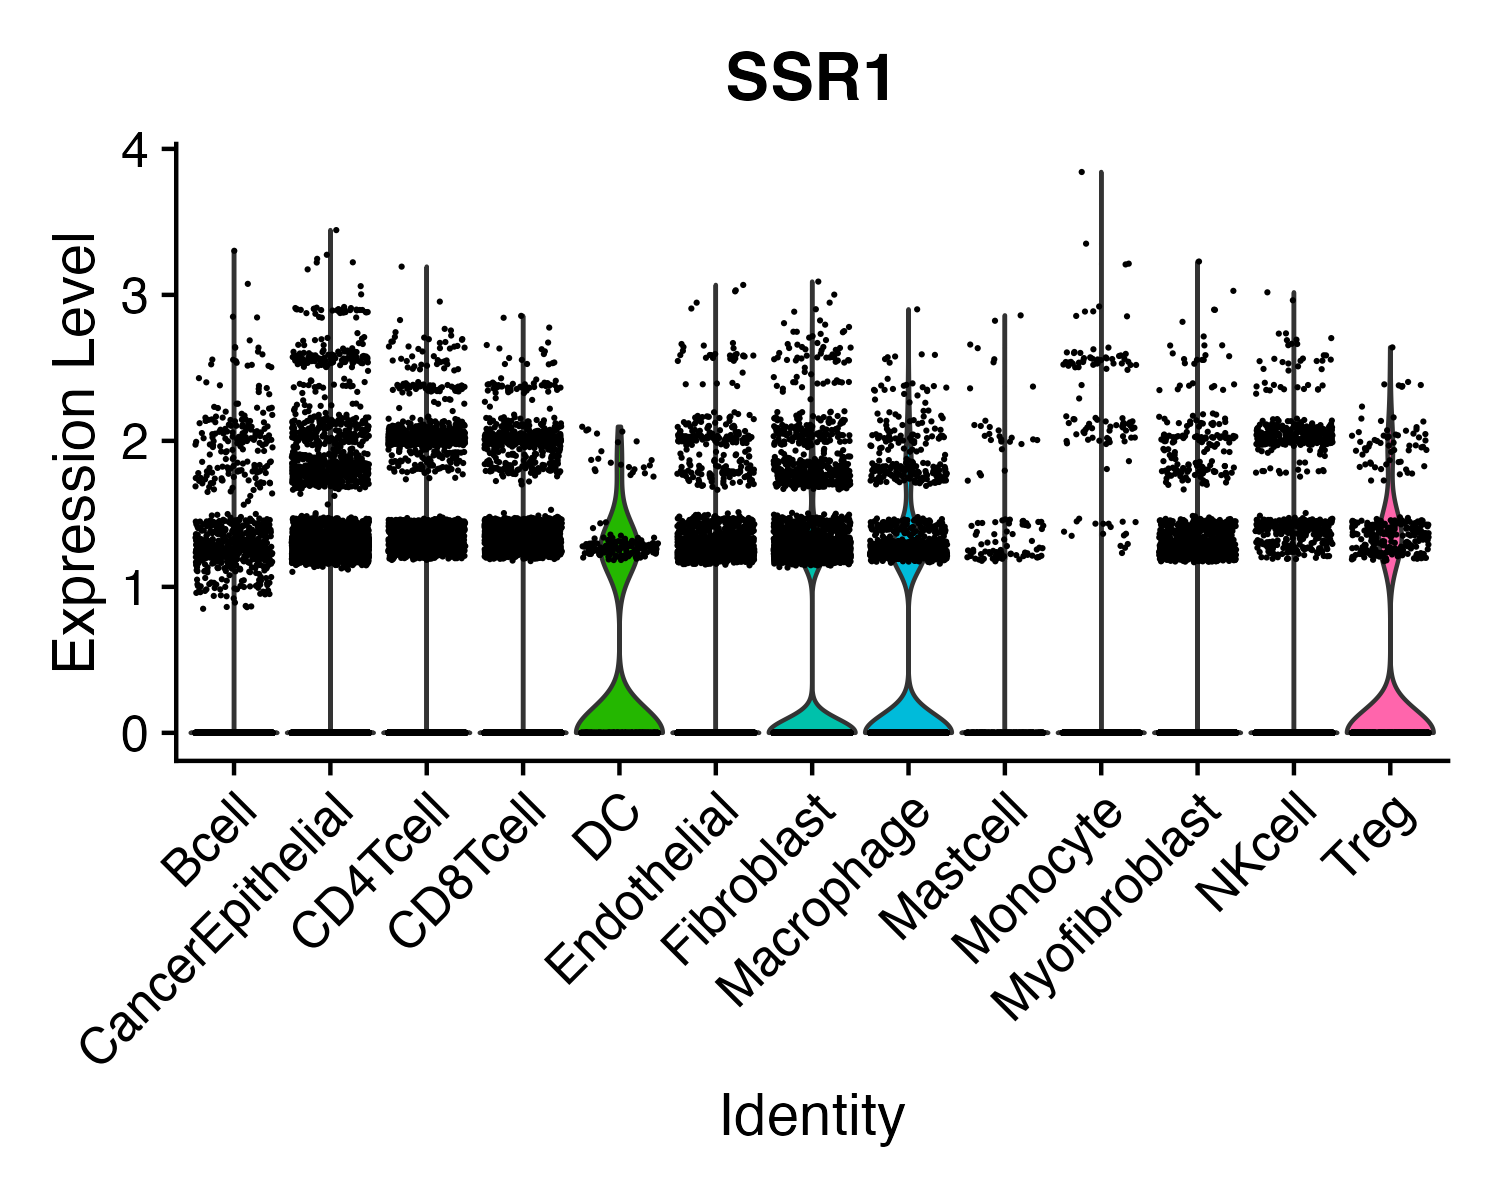 SSR1
Expression Level
4
3
2
1
0
Bcell
CancerEpithelial
CD4Tcell
CD8Tcell
DC
Endothelial
Fibroblast
Macrophage
Mastcell
Monocyte
Myofibroblast
NKcell
Treg
Identity